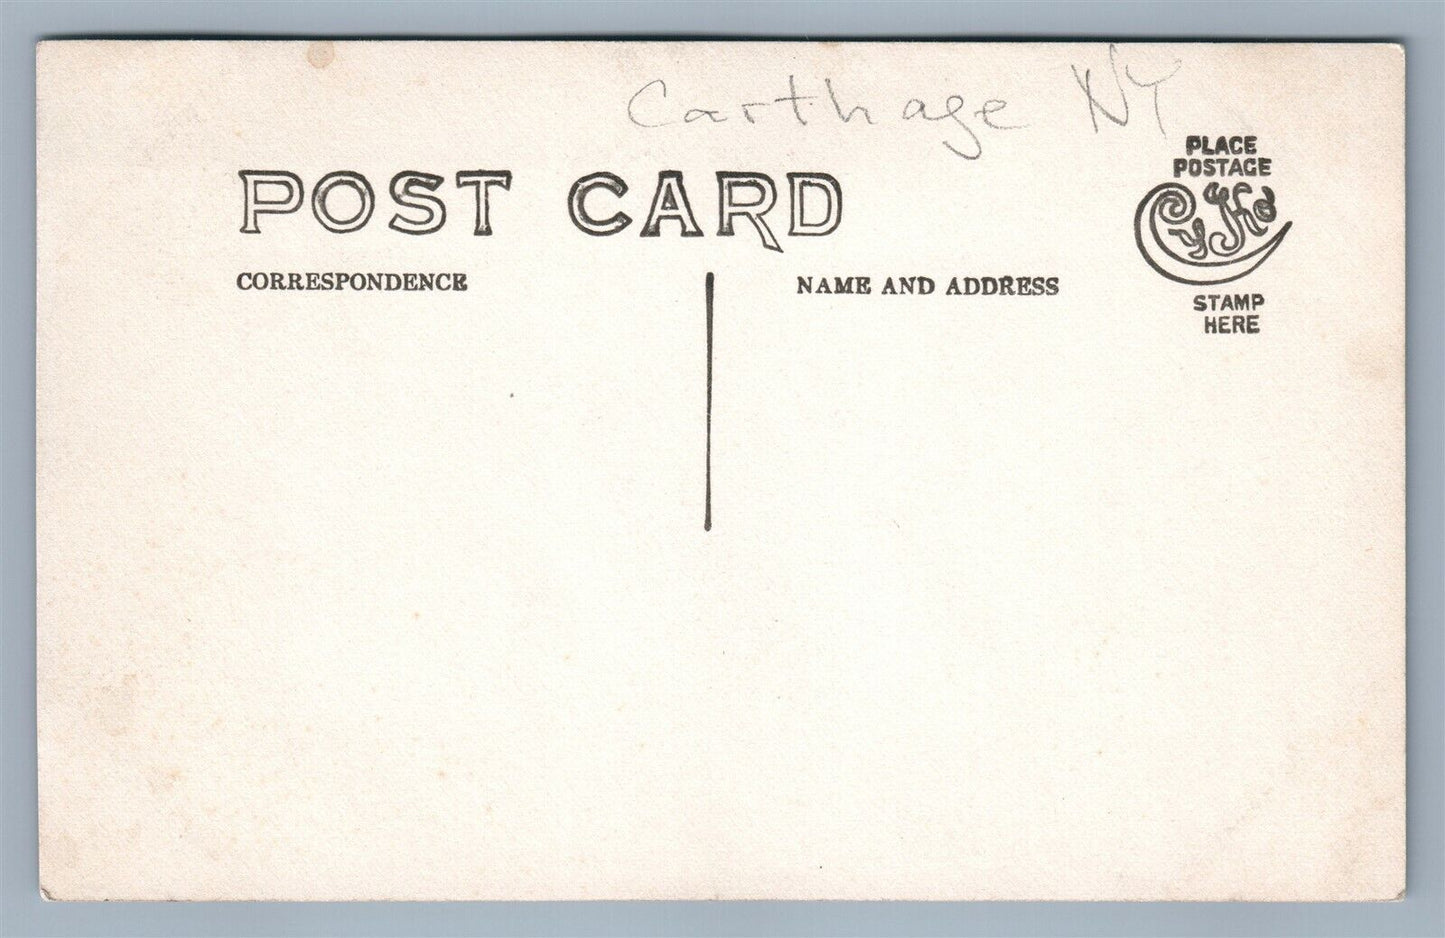 Carthage NY
PLACE
POSTAGE
POST CARD
CORRESPONDENCE
NAME AND ADDRESS
STAMP
HERE